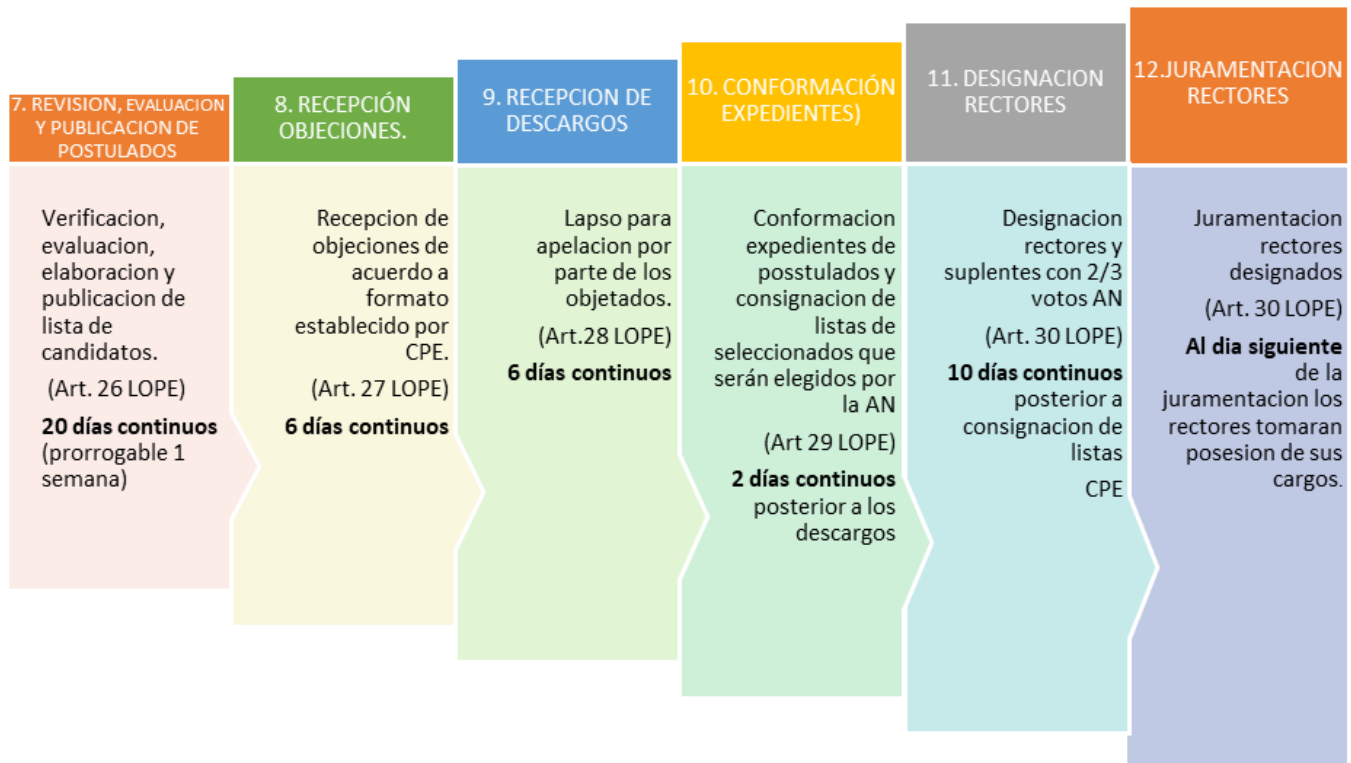 7. REVISION, EVALUACION
Y PUBLICACION DE
POSTULADOS
Verificacion,
evaluacion,
elaboracion y
publicacion de
lista de
candidatos.
(Art. 26 LOPE)
20 días continuos
(prorrogable 1
semana)
8. RECEPCIÓN
OBJECIONES.
Recepcion de
objeciones de
acuerdo a
formato
establecido por
CPE.
(Art. 27 LOPE)
6 días continuos
9. RECEPCION DE
DESCARGOS
Lapso para
apelacion por
parte de los
objetados.
(Art.28 LOPE)
6 días continuos
10. CONFORMACIÓN
EXPEDIENTES)
Conformacion
expedientes de
posstulados y
consignacion de
listas de
seleccionados que
serán elegidos por
la AN
(Art 29 LOPE)
2 días continuos
posterior a los
descargos
11. DESIGNACION
RECTORES
Designacion
rectores y
suplentes con 2/3
votos AN
(Art. 30 LOPE)
10 días continuos
posterior a
consignacion de
listas
CPE
12.JURAMENTACION
RECTORES
Juramentacion
rectores
designados
(Art. 30 LOPE)
Al dia siguiente
de la
juramentacion los
rectores tomaran
posesion de sus
cargos.